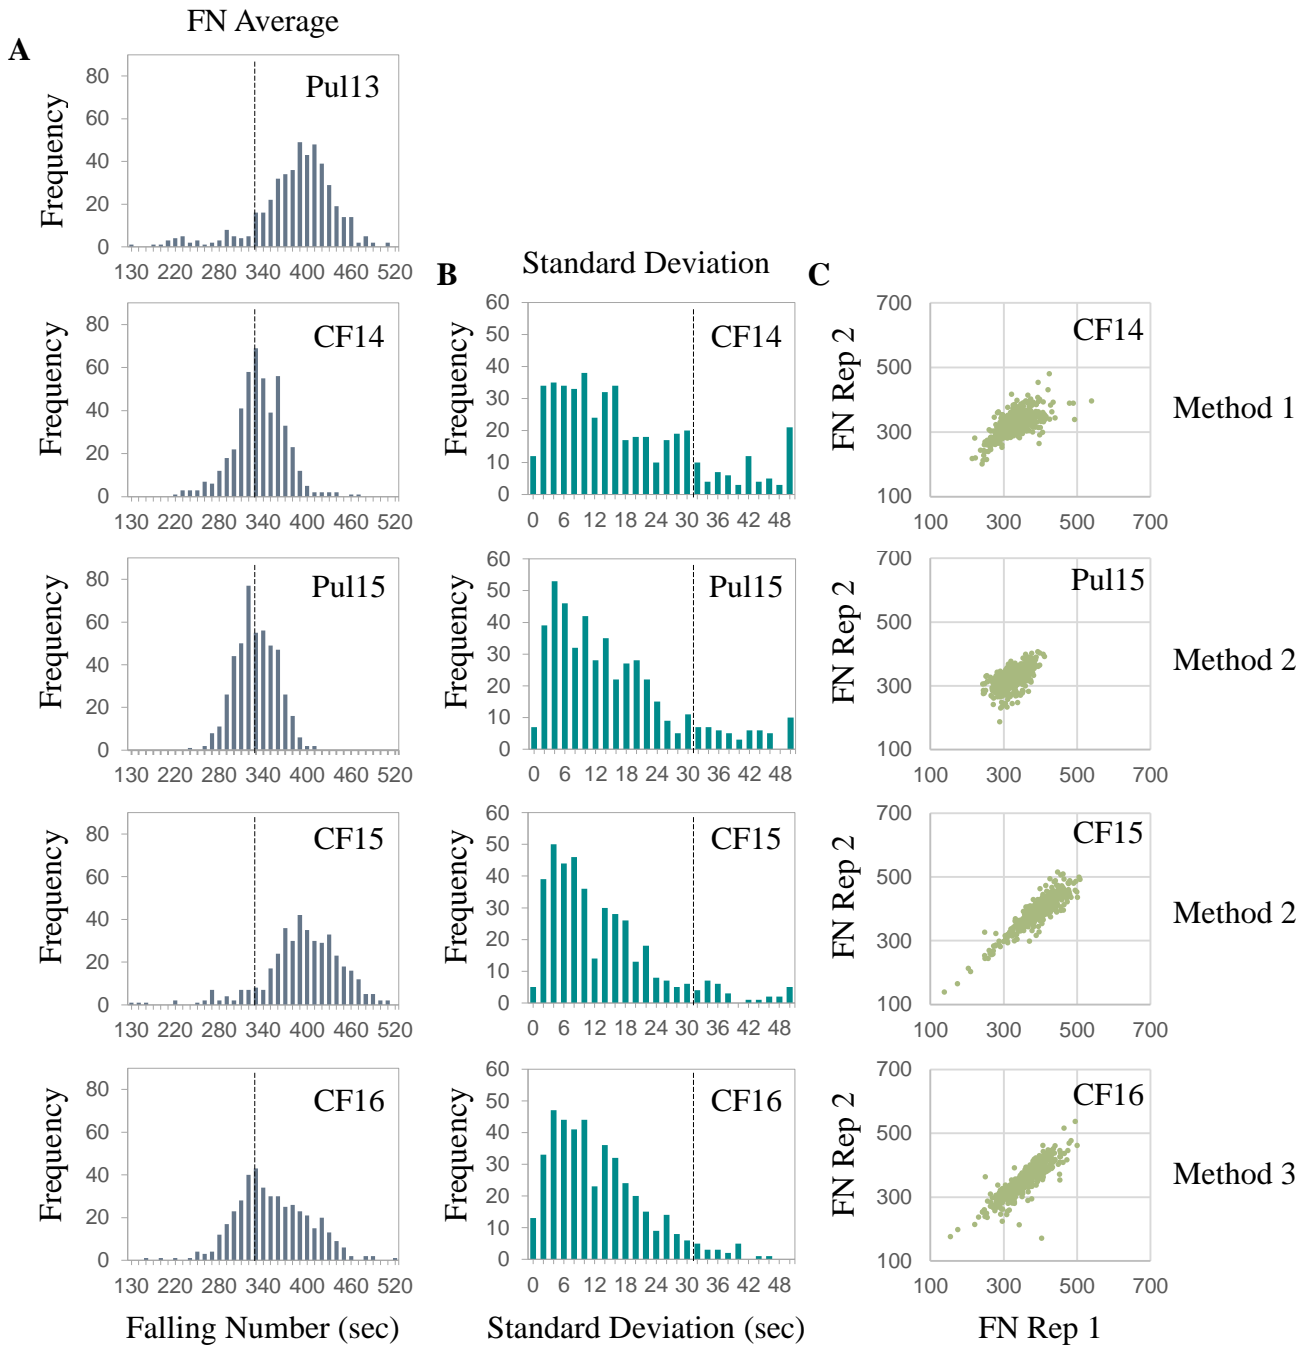 FN Average
A
Frequency
80
60
40
20
0
Pul13
130 220 280 340 400 460 520
Frequency
80
60
40
20
0
CF14
130 220 280 340 400 460 520
Frequency
80
60
40
20
0
Pul15
130 220 280 340 400 460 520
Frequency
80
60
40
20
0
CF15
130 220 280 340 400 460 520
Frequency
80
60
40
20
0
CF16
130 220 280 340 400 460 520
Falling Number (sec)
B
Standard Deviation
Frequency
60
50
40
30
20
10
0
CF14
0 6 12 18 24 30 36 42 48
Frequency
60
50
40
30
20
10
0
Pul15
0 6 12 18 24 30 36 42 48
Frequency
60
50
40
30
20
10
0
CF15
0 6 12 18 24 30 36 42 48
Frequency
60
50
40
30
20
10
0
CF16
0 6 12 18 24 30 36 42 48
Standard Deviation (sec)
C
FN Rep 2
700
500
300
100
CF14
100 300 500 700
Method 1
FN Rep 2
700
500
300
100
Pul15
100 300 500 700
Method 2
FN Rep 2
700
500
300
100
CF15
100 300 500 700
Method 2
FN Rep 2
700
500
300
100
CF16
100 300 500 700
Method 3
FN Rep 1